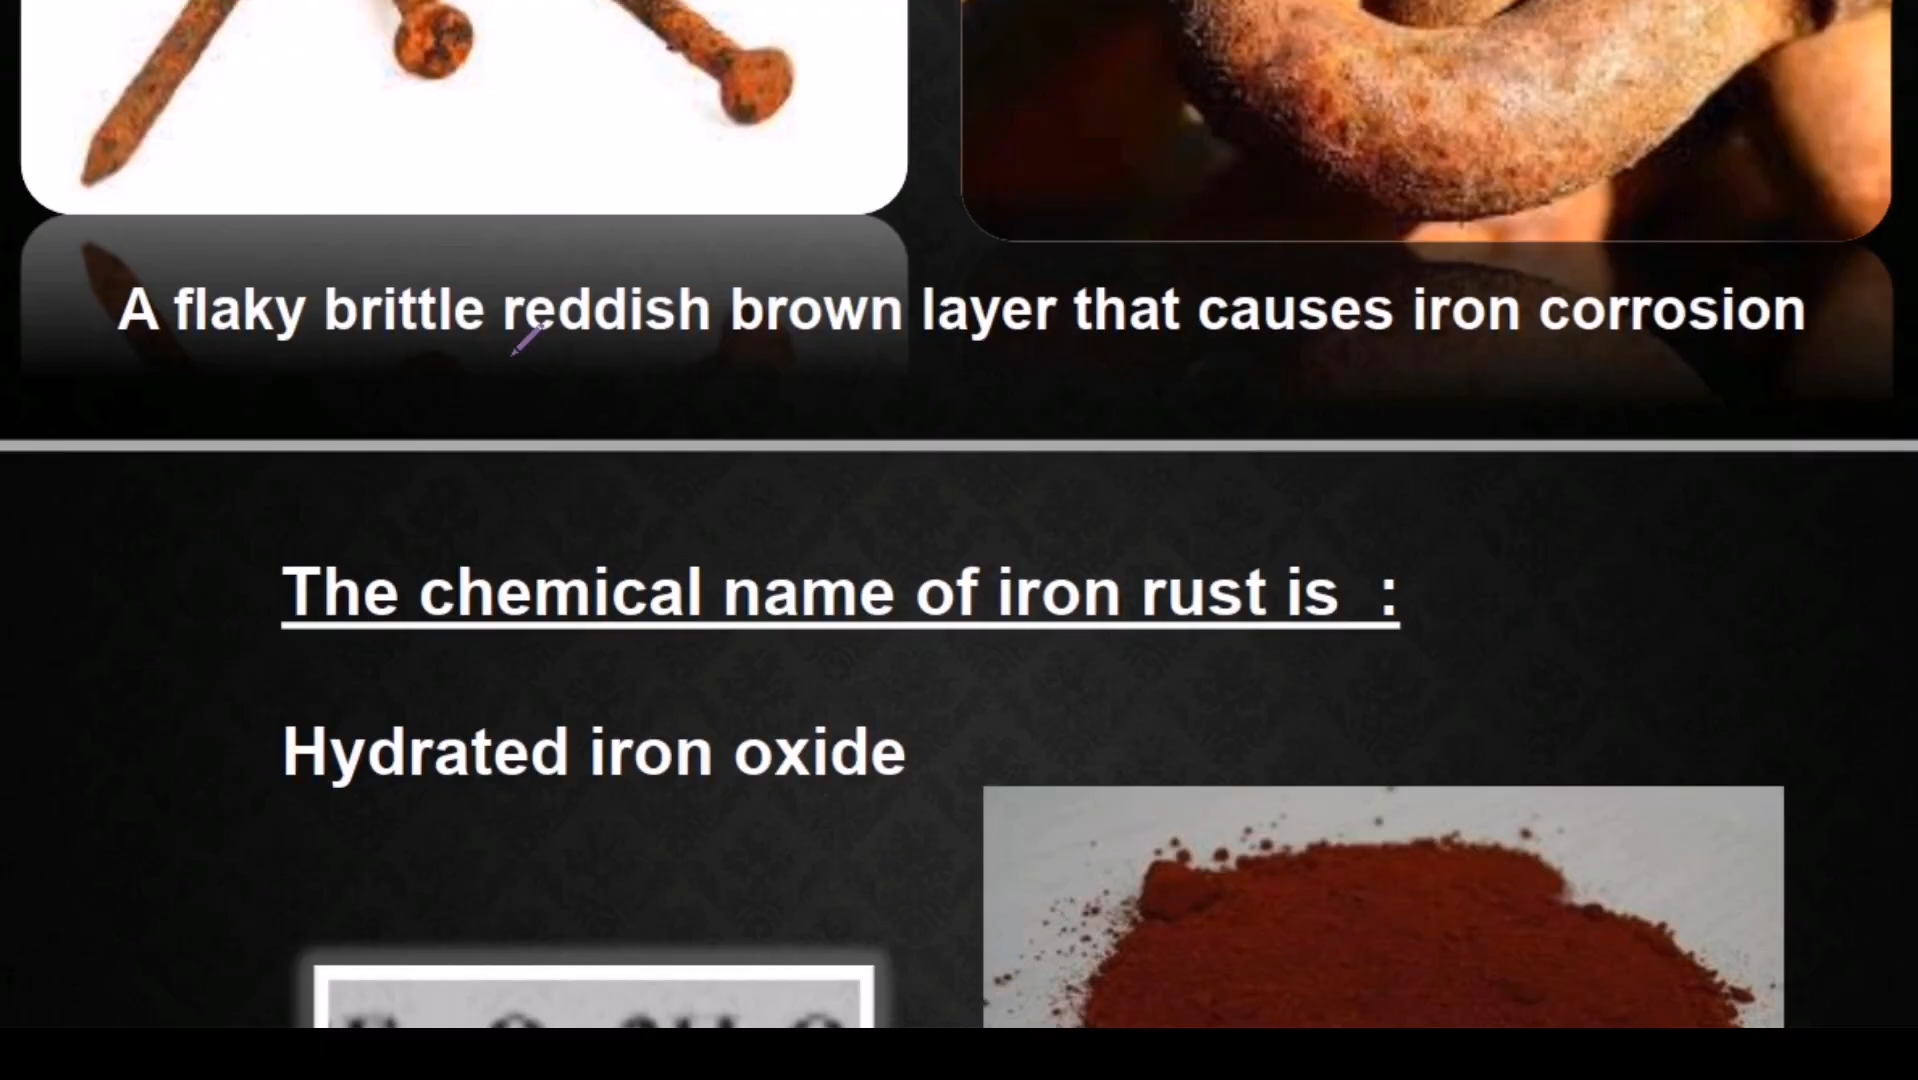 A flaky brittle reddish brown layer that causes iron corrosion
The chemical name of iron rust is :
Hydrated iron oxide